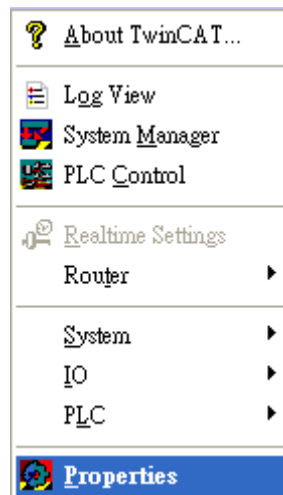 About TwinCAT...
Log View
System Manager
PLC Control
Realtime Settings
Router
System
IO
PLC
Properties